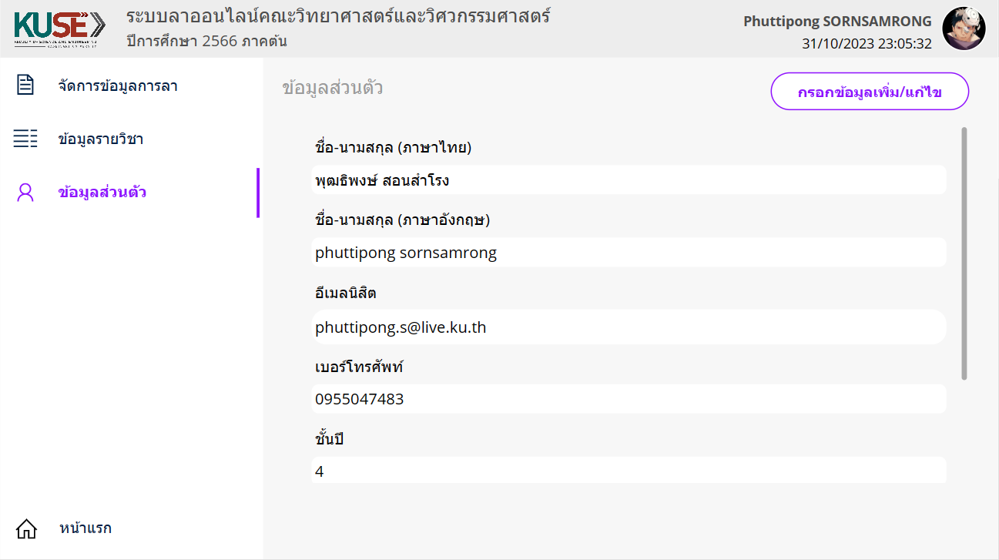 KUSE
FACULTY OF SCIENCE AND ENGINEERING
ระบบลาออนไลน์คณะวิทยาศาสตร์และวิศวกรรมศาสตร์
ปีการศึกษา 2566 ภาคต้น
Phuttipong SORNSAMRONG
31/10/2023 23:05:32
จัดการข้อมูลการลา
ข้อมูลรายวิชา
ข้อมูลส่วนตัว
หน้าแรก
ข้อมูลส่วนตัว
กรอกข้อมูลเพิ่ม/แก้ไข
ชื่อ-นามสกุล (ภาษาไทย)
พุฒธิพงษ์ สอนสำโรง
ชื่อ-นามสกุล (ภาษาอังกฤษ)
phuttipong sornsamrong
อีเมลนิสิต
phuttipong.s@live.ku.th
เบอร์โทรศัพท์
0955047483
ชั้นปี
4